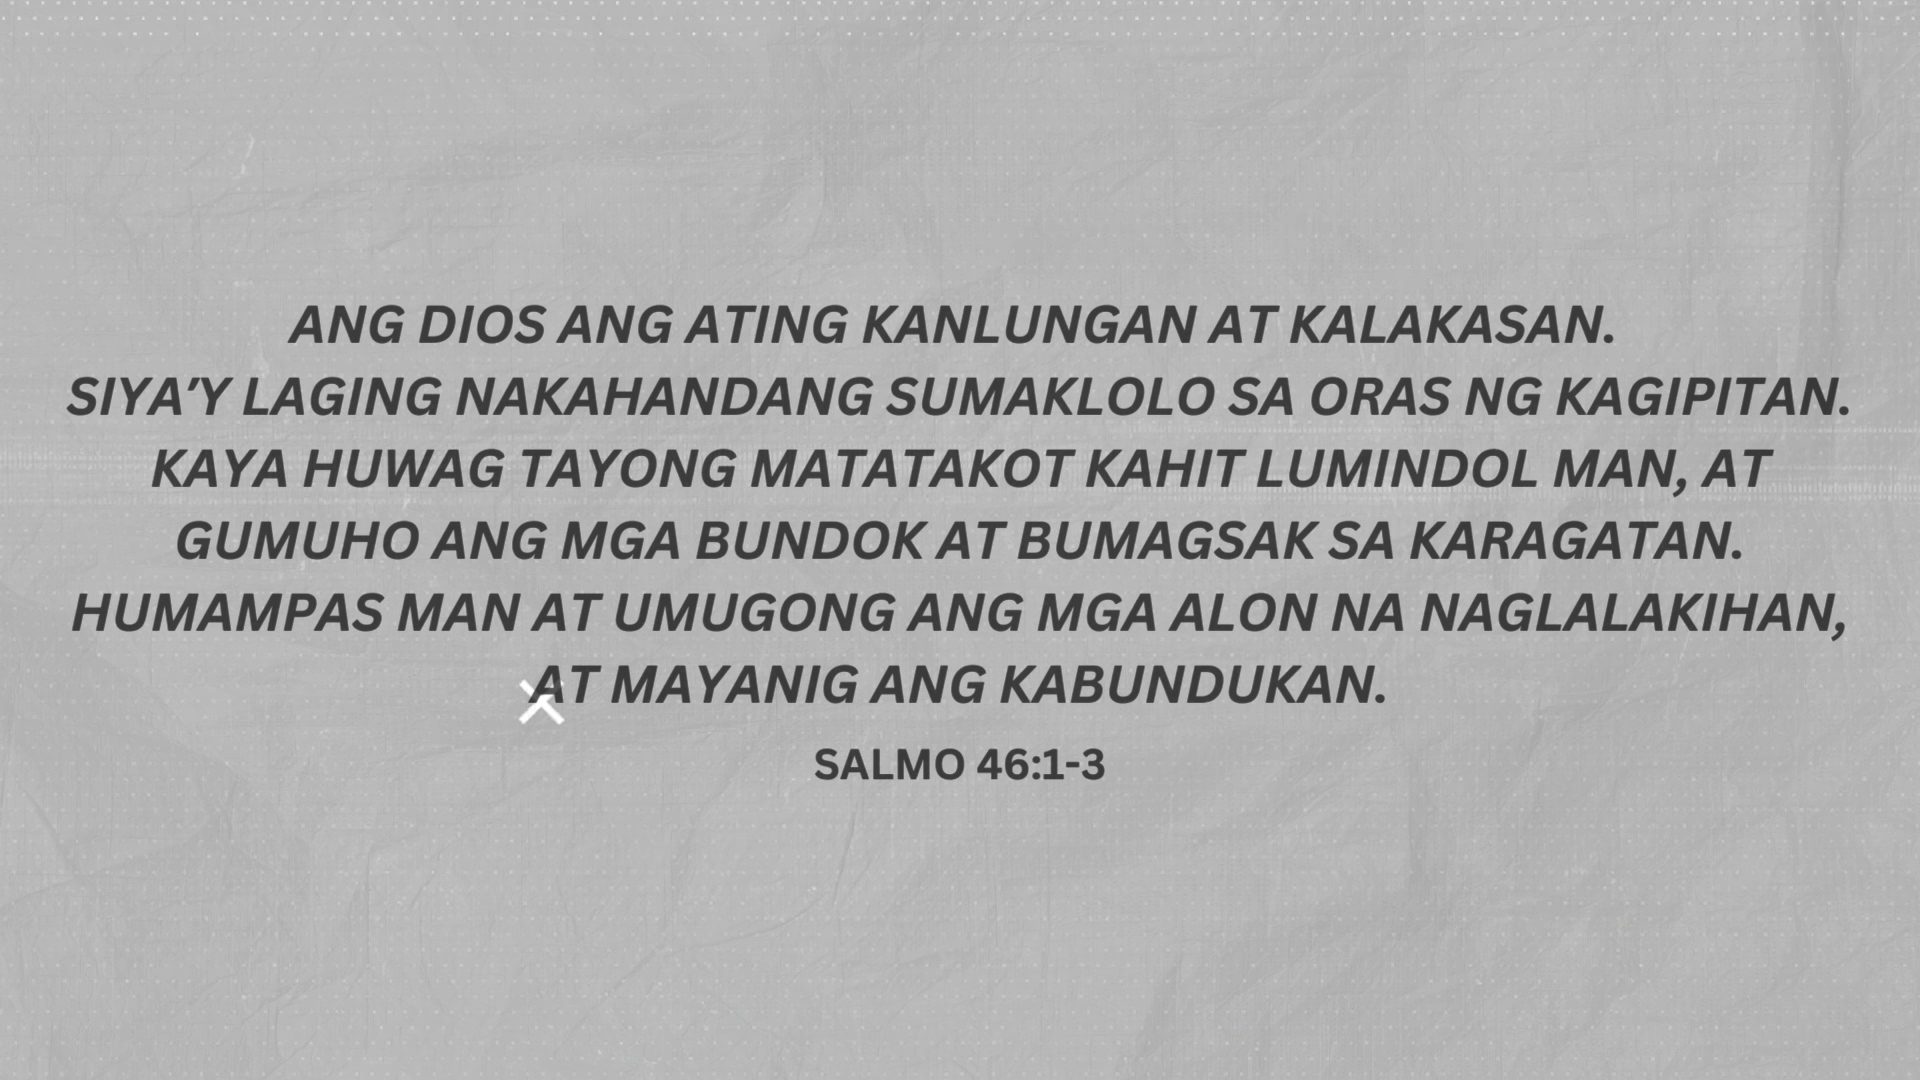 ANG DIOS ANG ATING KANLUNGAN AT KALAKASAN.
SIYA'Y LAGING NAKAHANDANG SUMAKLOLO SA ORAS NG KAGIPITAN.
KAYA HUWAG TAYONG MATATAKOT KAHIT LUMINDOL MAN, AT
GUMUHO ANG MGA BUNDOK AT BUMAGSAK SA KARAGATAN.
HUMAMPAS MAN AT UMUGONG ANG MGA ALON NA NAGLALAKIHAN,
AT MAYANIG ANG KABUNDUKAN.
SALMO 46:1-3